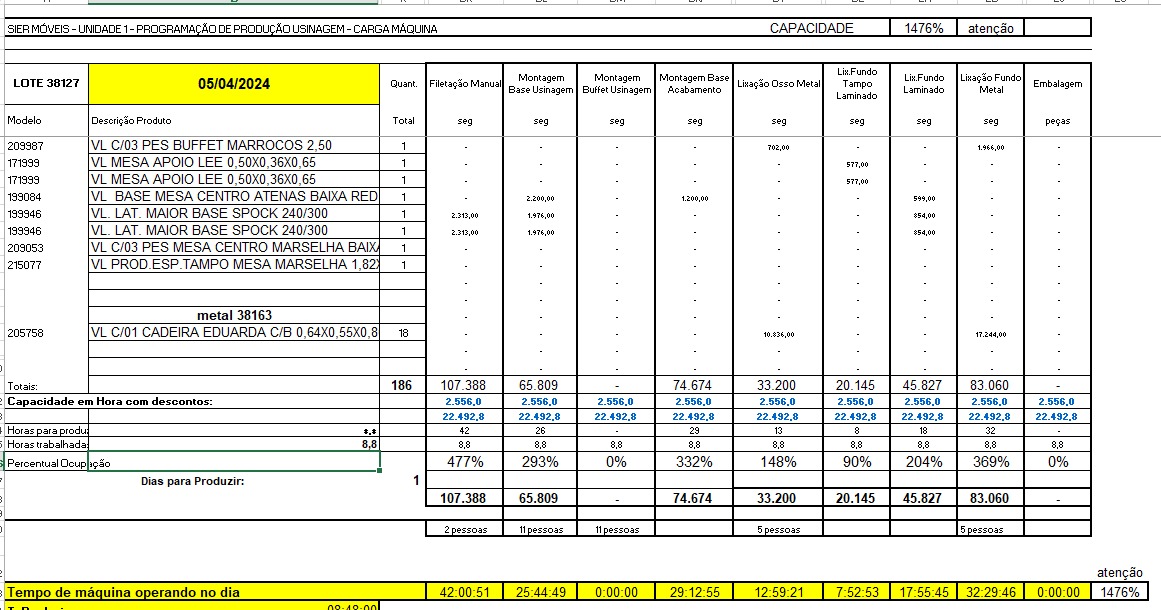 SIER MÓVEIS - UNIDADE 1 - PROGRAMAÇÃO DE PRODUÇÃO USINAGEM - CARGA MÁQUINA CAPACIDADE 1476% atenção
LOTE 38127 05/04/2024 Quant. Filetação Manual Montagem Base Usinagem Montagem Buffet Usinagem Montagem Base Acabamento Lixação Osso Metal Lix.Fundo Tampo Laminado Lix.Fundo Laminado Lixação Fundo Metal Embalagem
Modelo Descrição Produto Total seg seg seg seg seg seg seg seg peças
209987 VL C/03 PES BUFFET MARROCOS 2,50 1 - - - - 702,00 - - 1.966,00 -
171999 VL MESA APOIO LEE 0,50X0,36X0,65 1 - - - - - 577,00 - - -
171999 VL MESA APOIO LEE 0,50X0,36X0,65 1 - - - - - 577,00 - - -
199084 VL BASE MESA CENTRO ATENAS BAIXA RED 1 - 2.200,00 - 1.200,00 - - 599,00 - -
199946 VL. LAT. MAIOR BASE SPOCK 240/300 1 2.313,00 1.976,00 - - - - 854,00 - -
199946 VL. LAT. MAIOR BASE SPOCK 240/300 1 2.313,00 1.976,00 - - - - 854,00 - -
209053 VL C/03 PES MESA CENTRO MARSELHA BAIXA 1 - - - - - - - - -
215077 VL PROD.ESP.TAMPO MESA MARSELHA 1,82X 1 - - - - - - - - -
- - - - - - - - -
- - - - - - - - -
metal 38163 - - - - - - - - -
205758 VL C/01 CADEIRA EDUARDA C/B 0,64X0,55X0,8 18 - - - - 10.836,00 - - 17.244,00 -
- - - - - - - - -
- - - - - - - - -
Totais: 186 107.388 65.809 - 74.674 33.200 20.145 45.827 83.060 -
Capacidade em Hora com descontos: 2.556,0 2.556,0 2.556,0 2.556,0 2.556,0 2.556,0 2.556,0 2.556,0 2.556,0
22.492,8 22.492,8 22.492,8 22.492,8 22.492,8 22.492,8 22.492,8 22.492,8 22.492,8
Horas para produz *,* 42 26 - 29 13 8 18 32 -
Horas trabalhadas 8,8 8,8 8,8 8,8 8,8 8,8 8,8 8,8 8,8 8,8
Percentual Ocupação 477% 293% 0% 332% 148% 90% 204% 369% 0%
Dias para Produzir: 1
107.388 65.809 - 74.674 33.200 20.145 45.827 83.060 -
2 pessoas 11 pessoas 11 pessoas 5 pessoas 5 pessoas
atenção
Tempo de máquina operando no dia 42:00:51 25:44:49 0:00:00 29:12:55 12:59:21 7:52:53 17:55:45 32:29:46 0:00:00 1476%
08:48:00